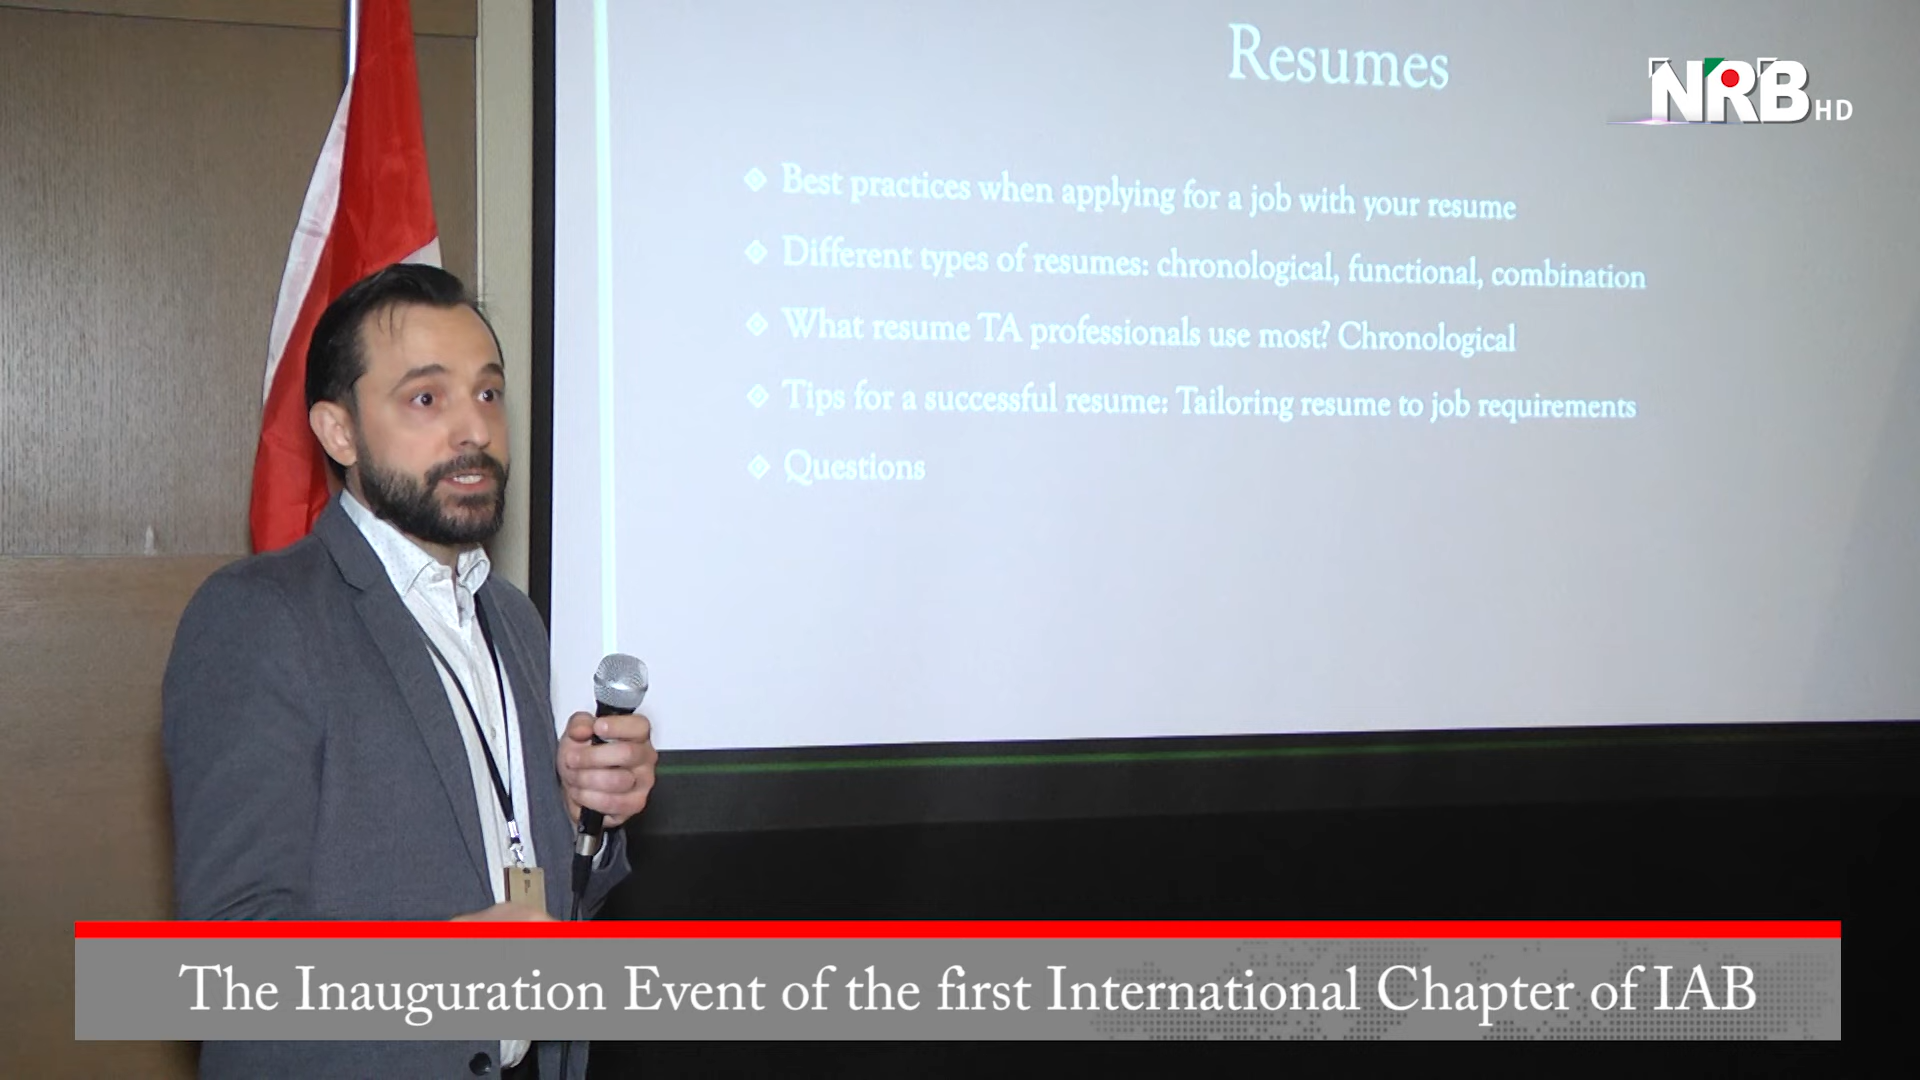 Resumes
NRB HD
Best practices when applying for a job with your resume
Different types of resumes: chronological, functional, combination
What resume TA professionals use most? Chronological
Tips for a successful resume: Tailoring resume to job requirements
Questions
The Inauguration Event of the first International Chapter of IAB